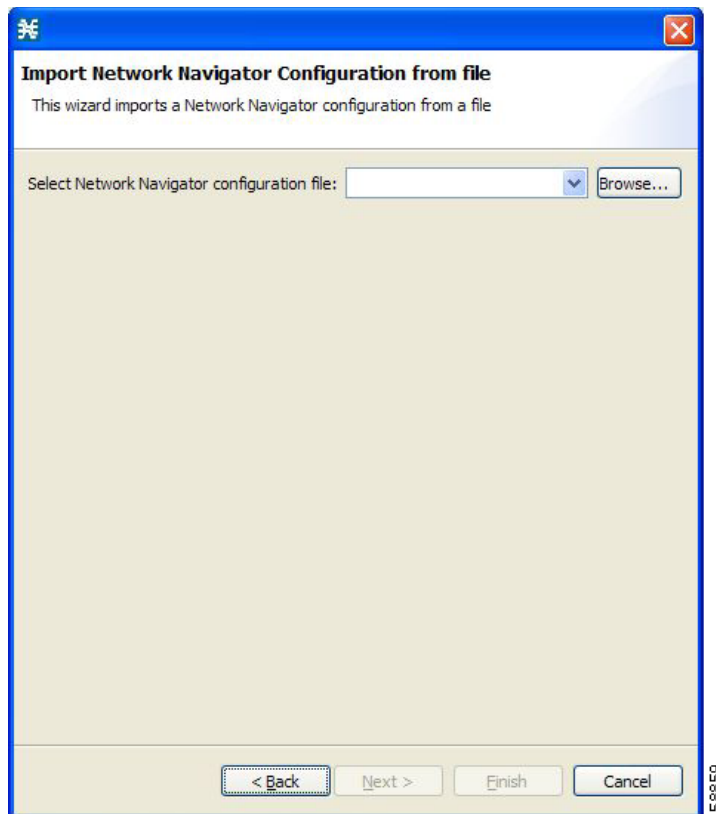 Import Network Navigator Configuration from file
This wizard imports a Network Navigator configuration from a file
Select Network Navigator configuration file:
Browse...
< Back
Next >
Finish
Cancel